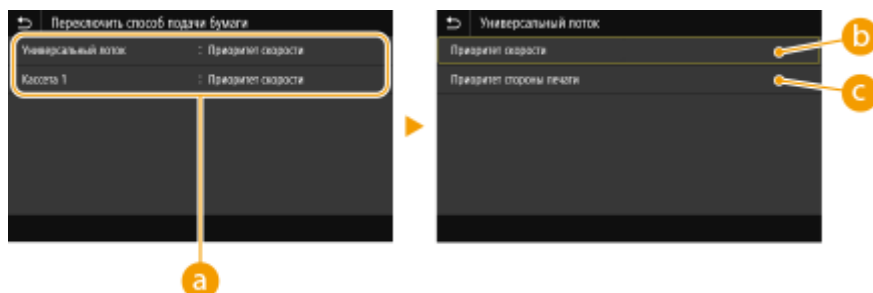 Переключить способ подачи бумаги
Универсальный лоток : Приоритет скорости
Кассета 1 : Приоритет скорости
a
Универсальный лоток
Приоритет скорости
b
Приоритет стороны печати
c